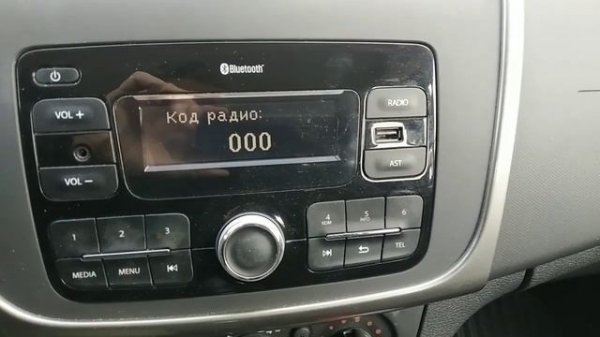 Bluetooth
VOL +
VOL −
Код радио:
000
RADIO
AST
1
2
3
MEDIA
MENU
4
5
6
TEL